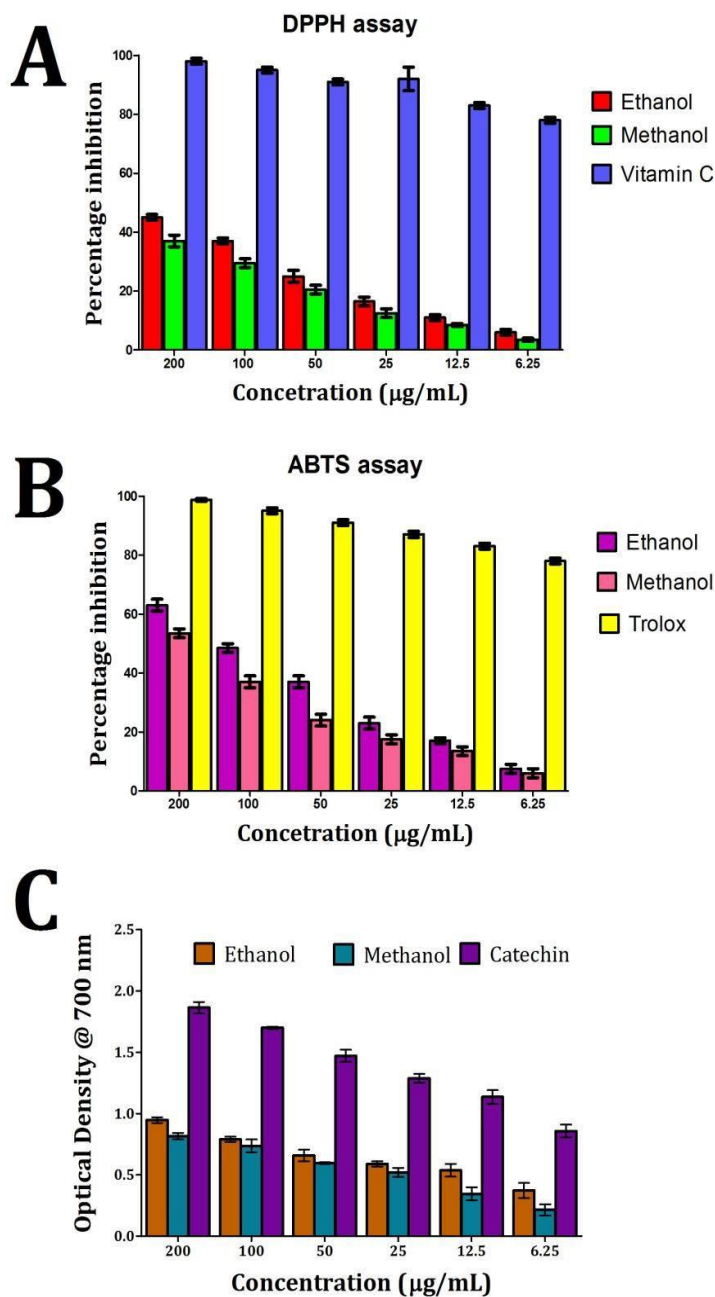 A
DPPH assay
Percentage inhibition
100
80
60
40
20
0
200 100 50 25 12.5 6.25
Concetration (μg/mL)
Ethanol
Methanol
Vitamin C
B
ABTS assay
Percentage inhibition
100
80
60
40
20
0
200 100 50 25 12.5 6.25
Concetration (μg/mL)
Ethanol
Methanol
Trolox
C
Optical Density @ 700 nm
2.5
2.0
1.5
1.0
0.5
0.0
Ethanol Methanol Catechin
200 100 50 25 12.5 6.25
Concentration (μg/mL)